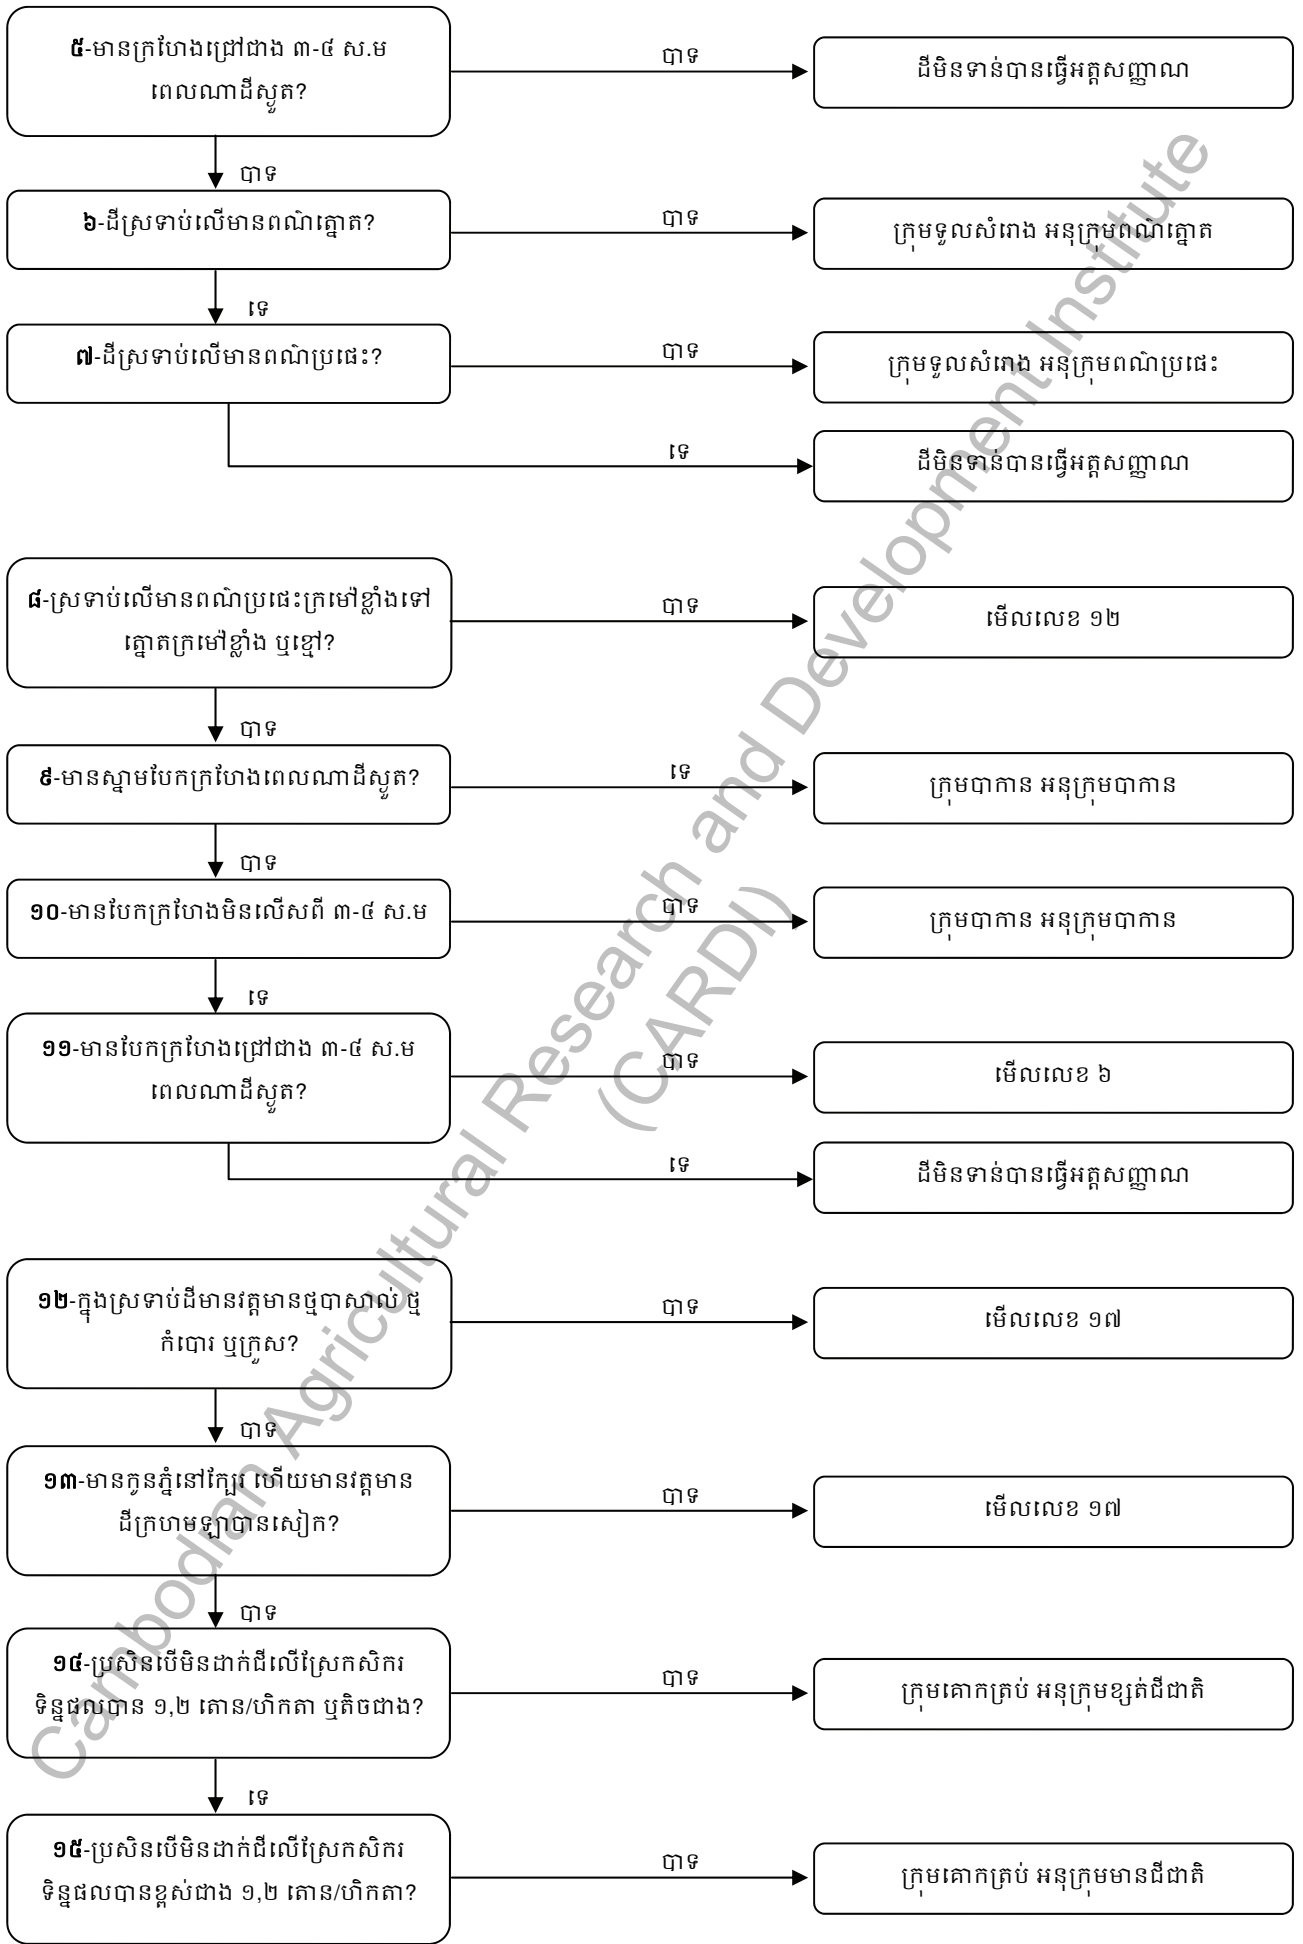 ៥-មានក្រហែងជ្រៅជាង ៣-៤ ស.ម
ពេលណាដីស្ងួត?
បាទ
ដីមិនទាន់បានធ្វើអត្តសញ្ញាណ
បាទ
៦-ដីស្រទាប់លើមានពណ៌ត្នោត?
បាទ
ក្រុមទួលសំរោង អនុក្រុមពណ៌ត្នោត
ទេ
៧-ដីស្រទាប់លើមានពណ៌ប្រផេះ?
បាទ
ក្រុមទួលសំរោង អនុក្រុមពណ៌ប្រផេះ
ទេ
ដីមិនទាន់បានធ្វើអត្តសញ្ញាណ
៨-ស្រទាប់លើមានពណ៌ប្រផេះក្រមៅខ្លាំងទៅ
ត្នោតក្រមៅខ្លាំង ឬខ្មៅ?
បាទ
មើលលេខ ១២
បាទ
៩-មានស្នាមបែកក្រហែងពេលណាដីស្ងួត?
ទេ
ក្រុមបាកាន អនុក្រុមបាកាន
បាទ
១០-មានបែកក្រហែងមិនលើសពី ៣-៤ ស.ម
បាទ
ក្រុមបាកាន អនុក្រុមបាកាន
ទេ
១១-មានបែកក្រហែងជ្រៅជាង ៣-៤ ស.ម
ពេលណាដីស្ងួត?
បាទ
មើលលេខ ៦
ទេ
ដីមិនទាន់បានធ្វើអត្តសញ្ញាណ
១២-ក្នុងស្រទាប់ដីមានវត្តមានថ្មបាសាល់ ថ្ម
កំបោរ ឬក្រួស?
បាទ
មើលលេខ ១៧
បាទ
១៣-មានកូនភ្នំនៅក្បែរ ហើយមានវត្តមាន
ដីក្រហមឡាបានសៀក?
បាទ
មើលលេខ ១៧
បាទ
១៤-ប្រសិនបើមិនដាក់ជីលើស្រែកសិករ
ទិន្នផលបាន ១,២ តោន/ហិកតា ឬតិចជាង?
បាទ
ក្រុមគោកត្រប់ អនុក្រុមខ្សត់ជីជាតិ
ទេ
១៥-ប្រសិនបើមិនដាក់ជីលើស្រែកសិករ
ទិន្នផលបានខ្ពស់ជាង ១,២ តោន/ហិកតា?
បាទ
ក្រុមគោកត្រប់ អនុក្រុមមានជីជាតិ
Cambodian Agricultural Research and Development Institute
(CARDI)